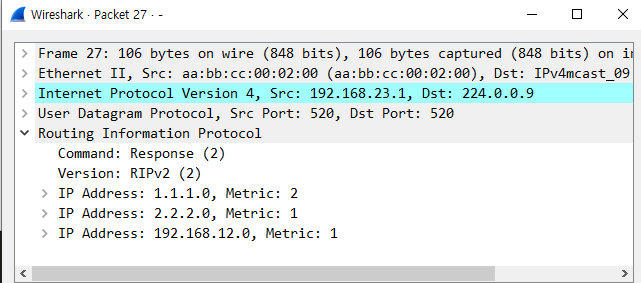 Wireshark · Packet 27 · -
Frame 27: 106 bytes on wire (848 bits), 106 bytes captured (848 bits) on in
Ethernet II, Src: aa:bb:cc:00:02:00 (aa:bb:cc:00:02:00), Dst: IPv4mcast_09
Internet Protocol Version 4, Src: 192.168.23.1, Dst: 224.0.0.9
User Datagram Protocol, Src Port: 520, Dst Port: 520
Routing Information Protocol
Command: Response (2)
Version: RIPv2 (2)
IP Address: 1.1.1.0, Metric: 2
IP Address: 2.2.2.0, Metric: 1
IP Address: 192.168.12.0, Metric: 1